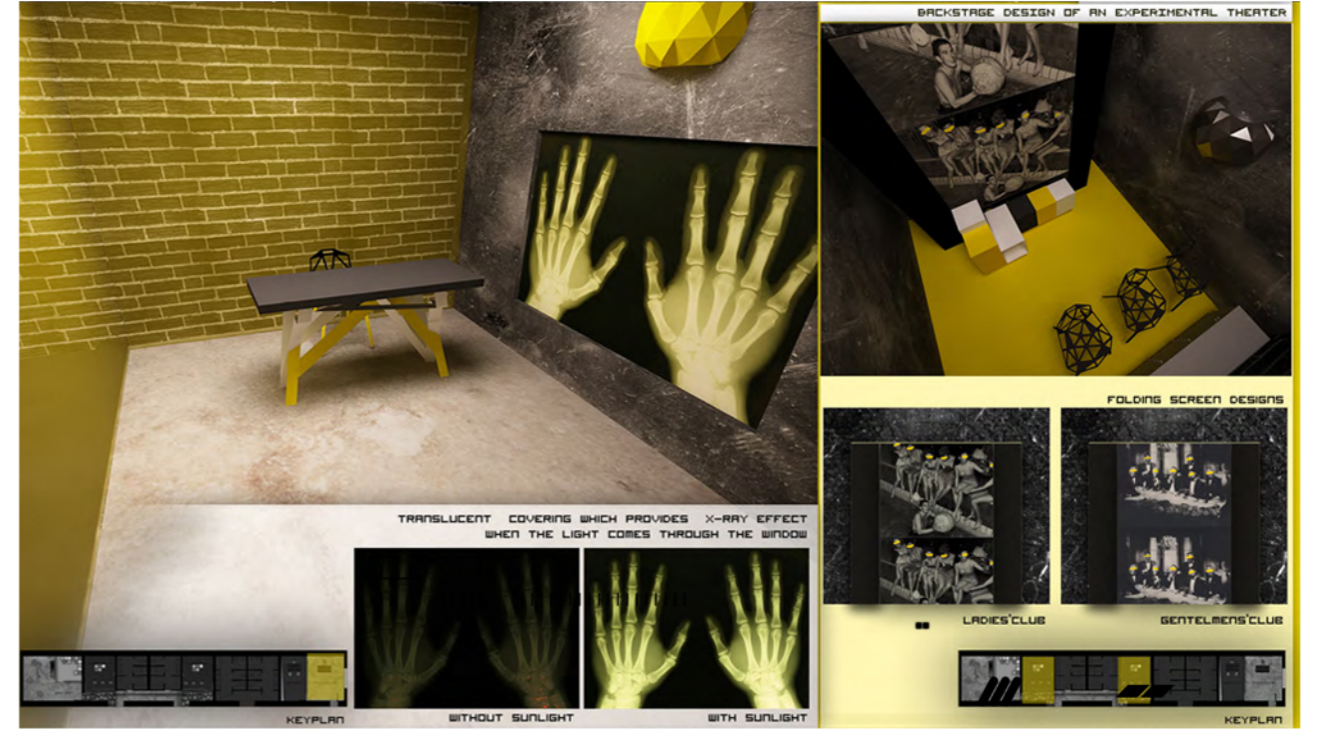 BACKSTAGE DESIGN OF AN EXPERIMENTAL THEATER
TRANSLUCENT COVERING WHICH PROVIDES X-RAY EFFECT
WHEN THE LIGHT COMES THROUGH THE WINDOW
WITHOUT SUNLIGHT
WITH SUNLIGHT
KEYPLAN
FOLDING SCREEN DESIGNS
LADIES'CLUB
GENTELMENS'CLUB
KEYPLAN